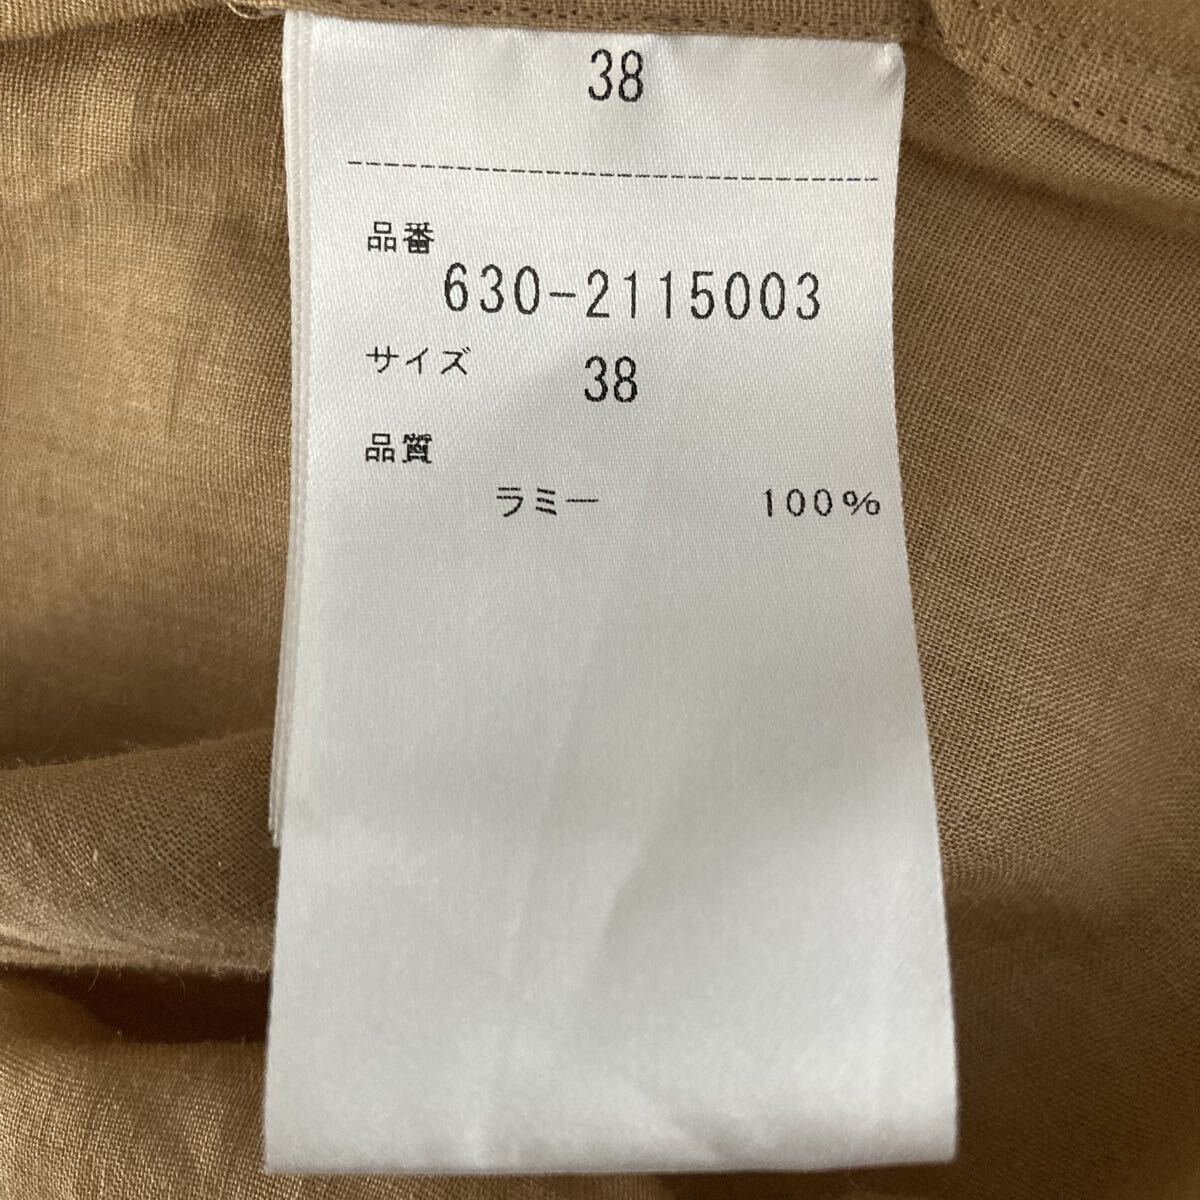 38
品番
630-2115003
サイズ 38
品質
ラミー 100%